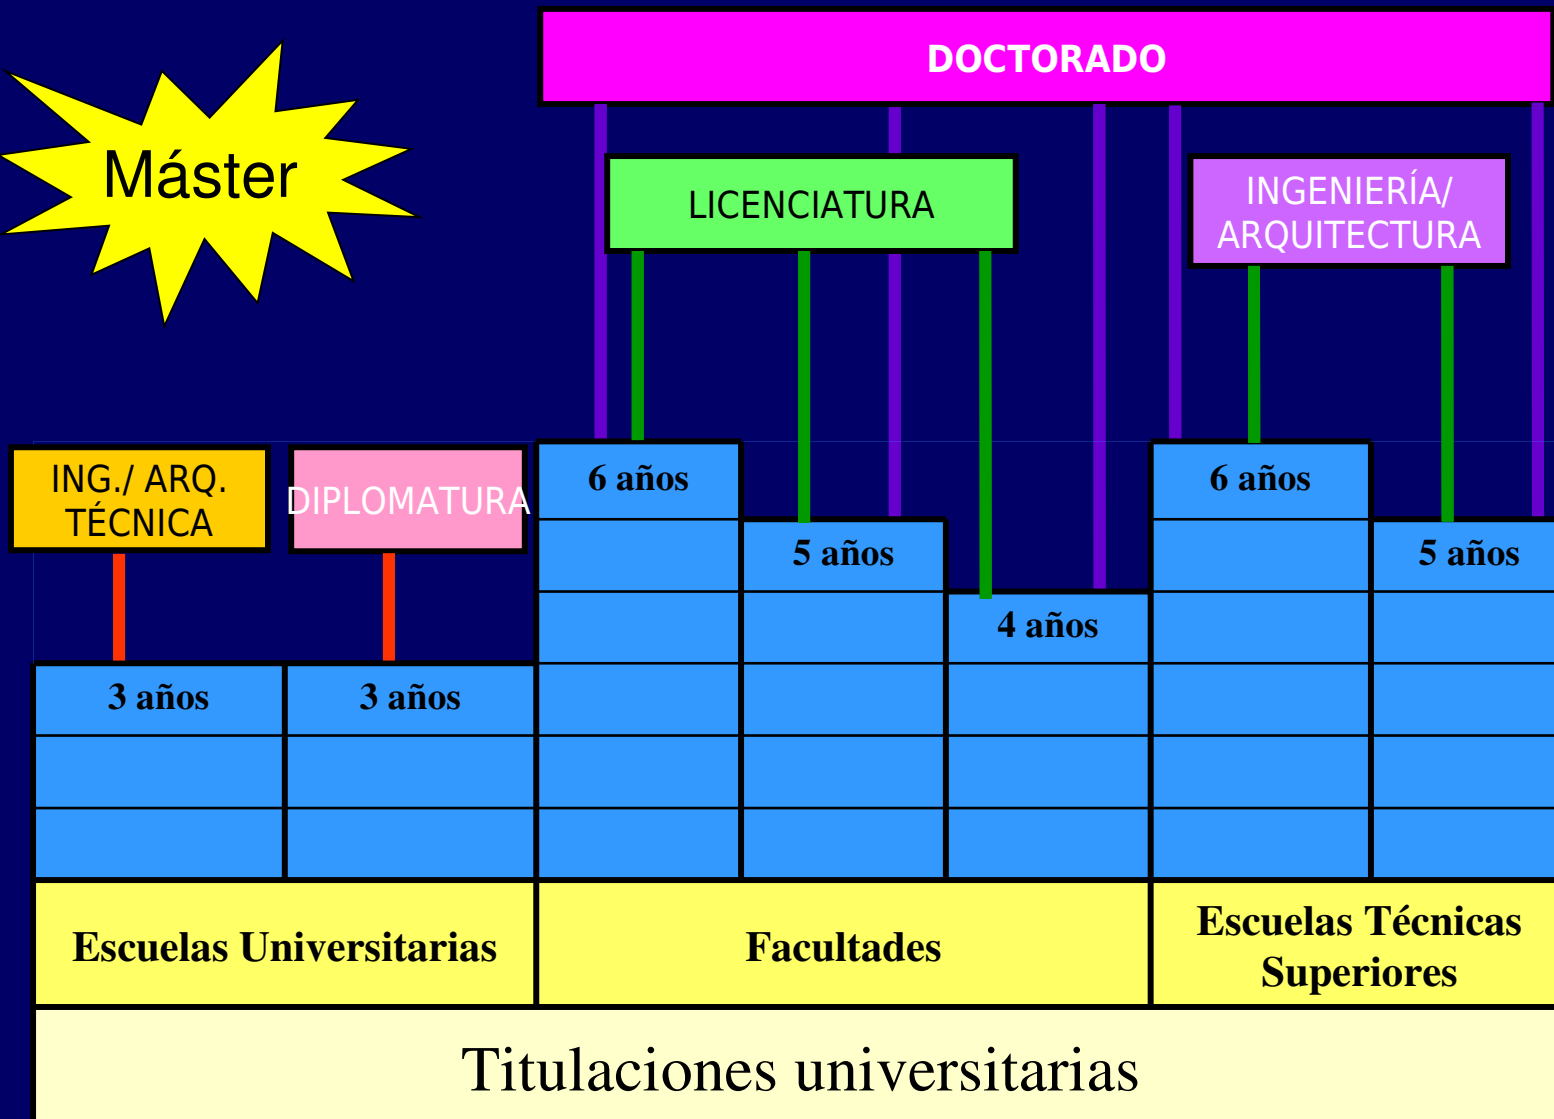 DOCTORADO
Máster
LICENCIATURA
INGENIERÍA/
ARQUITECTURA
ING./ ARQ.
TÉCNICA
DIPLOMATURA
6 años
6 años
5 años
5 años
4 años
3 años
3 años
Escuelas Universitarias
Facultades
Escuelas Técnicas
Superiores
Titulaciones universitarias